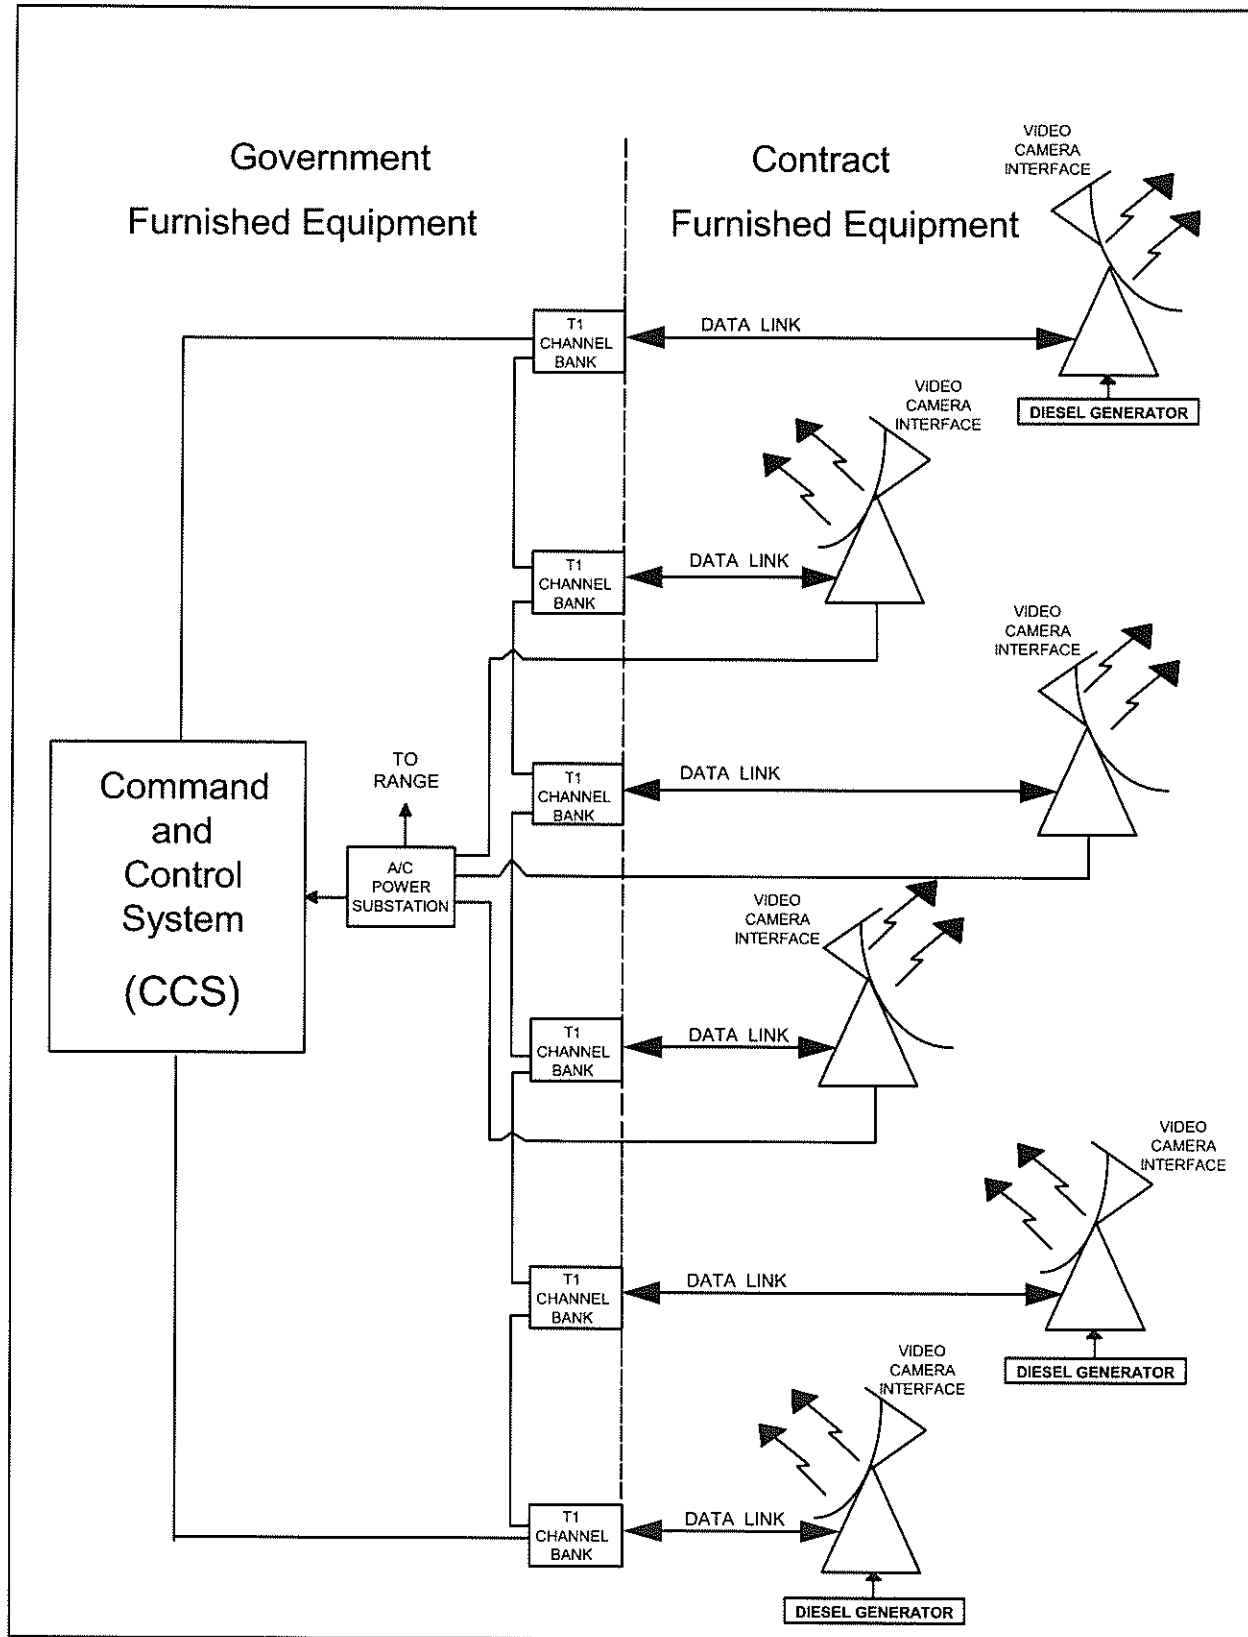 Government
Furnished Equipment
Contract
Furnished Equipment
VIDEO
CAMERA
INTERFACE
T1
CHANNEL
BANK
DATA LINK
DIESEL GENERATOR
VIDEO
CAMERA
INTERFACE
T1
CHANNEL
BANK
DATA LINK
VIDEO
CAMERA
INTERFACE
Command
and
Control
System
(CCS)
TO
RANGE
A/C
POWER
SUBSTATION
T1
CHANNEL
BANK
DATA LINK
VIDEO
CAMERA
INTERFACE
T1
CHANNEL
BANK
DATA LINK
VIDEO
CAMERA
INTERFACE
T1
CHANNEL
BANK
DATA LINK
DIESEL GENERATOR
VIDEO
CAMERA
INTERFACE
T1
CHANNEL
BANK
DATA LINK
DIESEL GENERATOR